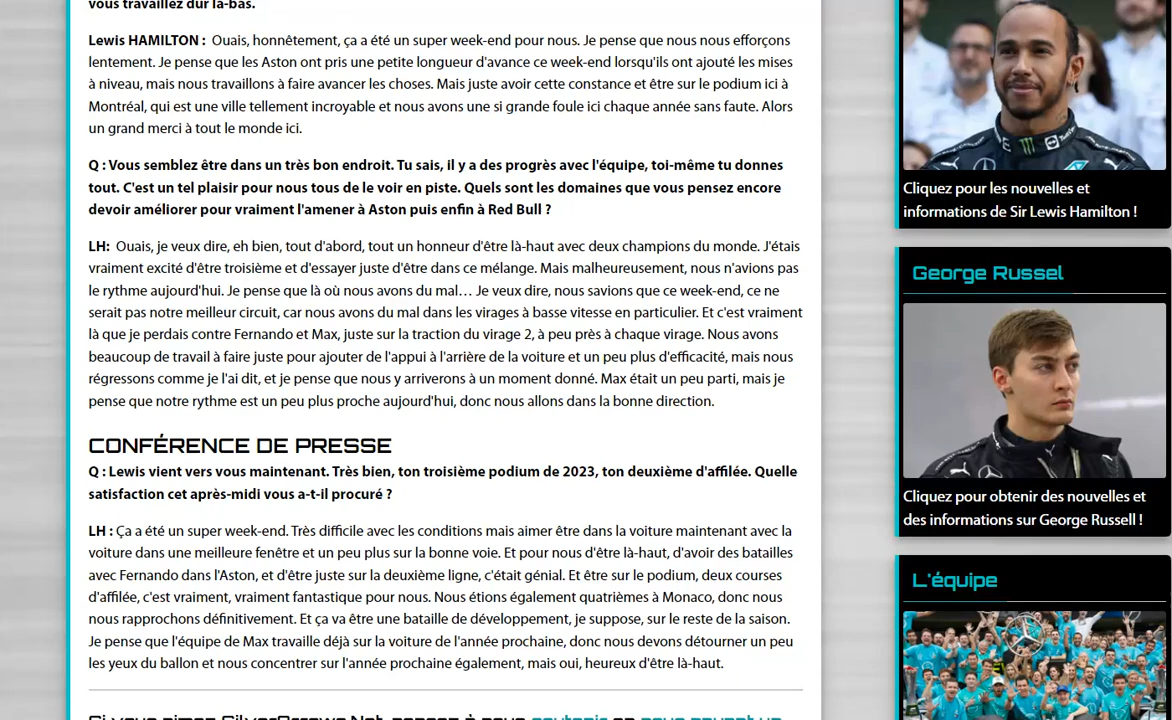 vous travaillez dur là-bas.
Lewis HAMILTON : Ouais, honnêtement, ça a été un super week-end pour nous. Je pense que nous nous efforçons
lentement. Je pense que les Aston ont pris une petite longueur d'avance ce week-end lorsqu'ils ont ajouté les mises
à niveau, mais nous travaillons à faire avancer les choses. Mais juste avoir cette constance et être sur le podium ici à
Montréal, qui est une ville tellement incroyable et nous avons une si grande foule ici chaque année sans faute. Alors
un grand merci à tout le monde ici.
Q : Vous semblez être dans un très bon endroit. Tu sais, il y a des progrès avec l'équipe, toi-même tu donnes
tout. C'est un tel plaisir pour nous tous de le voir en piste. Quels sont les domaines que vous pensez encore
devoir améliorer pour vraiment l'amener à Aston puis enfin à Red Bull ?
LH: Ouais, je veux dire, eh bien, tout d'abord, tout un honneur d'être là-haut avec deux champions du monde. J'étais
vraiment excité d'être troisième et d'essayer juste d'être dans ce mélange. Mais malheureusement, nous n'avions pas
le rythme aujourd'hui. Je pense que là où nous avons du mal… Je veux dire, nous savions que ce week-end, ce ne
serait pas notre meilleur circuit, car nous avons du mal dans les virages à basse vitesse en particulier. Et c'est vraiment
là que je perdais contre Fernando et Max, juste sur la traction du virage 2, à peu près à chaque virage. Nous avons
beaucoup de travail à faire juste pour ajouter de l'appui à l'arrière de la voiture et un peu plus d'efficacité, mais nous
régressons comme je l'ai dit, et je pense que nous y arriverons à un moment donné. Max était un peu parti, mais je
pense que notre rythme est un peu plus proche aujourd'hui, donc nous allons dans la bonne direction.
CONFÉRENCE DE PRESSE
Q : Lewis vient vers vous maintenant. Très bien, ton troisième podium de 2023, ton deuxième d'affilée. Quelle
satisfaction cet après-midi vous a-t-il procuré ?
LH : Ça a été un super week-end. Très difficile avec les conditions mais aimer être dans la voiture maintenant avec la
voiture dans une meilleure fenêtre et un peu plus sur la bonne voie. Et pour nous d'être là-haut, d'avoir des batailles
avec Fernando dans l'Aston, et d'être juste sur la deuxième ligne, c'était génial. Et être sur le podium, deux courses
d'affilée, c'est vraiment, vraiment fantastique pour nous. Nous étions également quatrièmes à Monaco, donc nous
nous rapprochons définitivement. Et ça va être une bataille de développement, je suppose, sur le reste de la saison.
Je pense que l'équipe de Max travaille déjà sur la voiture de l'année prochaine, donc nous devons détourner un peu
les yeux du ballon et nous concentrer sur l'année prochaine également, mais oui, heureux d'être là-haut.
Si vous aimez SilverArrows.Net, pensez à nous soutenir en nous payant un
Cliquez pour les nouvelles et
informations de Sir Lewis Hamilton !
George Russel
Cliquez pour obtenir des nouvelles et
des informations sur George Russell !
L'équipe